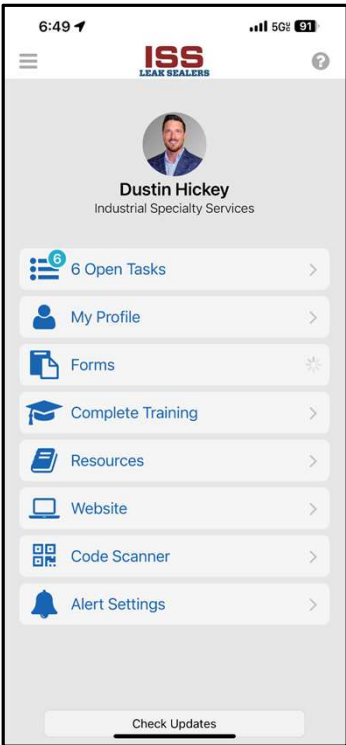 6:49
5G 91
ISS
LEAK SEALERS
?
Dustin Hickey
Industrial Specialty Services
6
6 Open Tasks
My Profile
Forms
Complete Training
Resources
Website
Code Scanner
Alert Settings
Check Updates